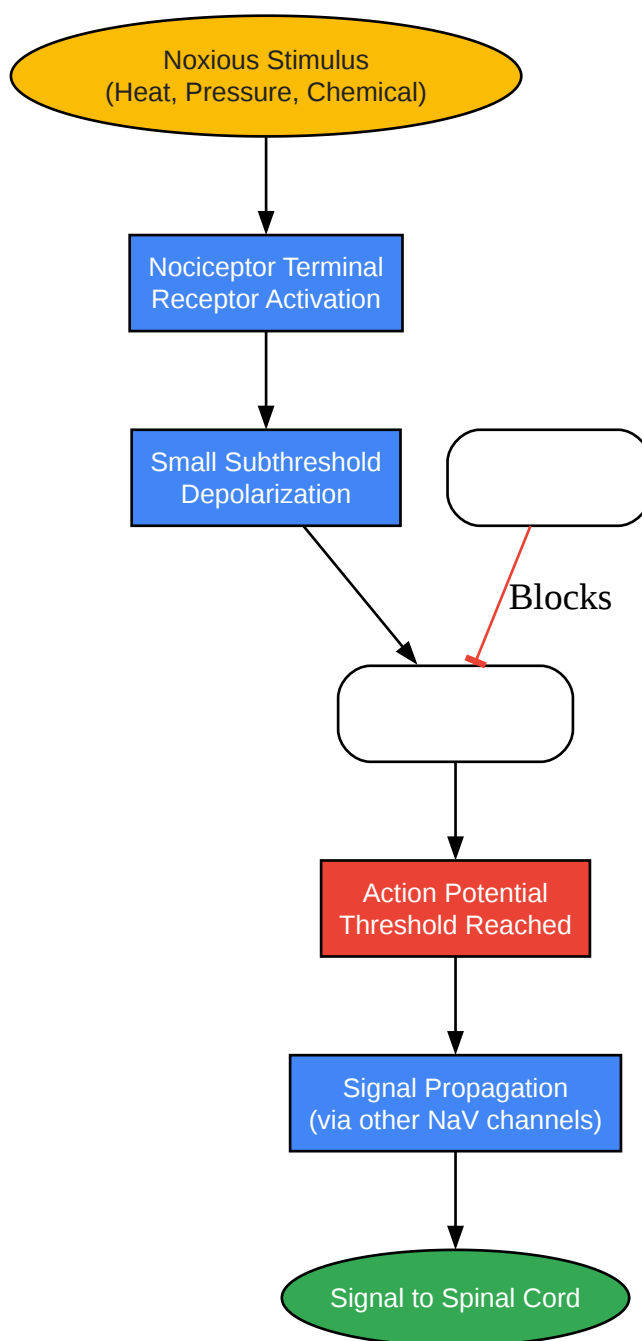 Noxious Stimulus
(Heat, Pressure, Chemical)
Nociceptor Terminal
Receptor Activation
Small Subthreshold
Depolarization
Blocks
Action Potential
Threshold Reached
Signal Propagation
(via other NaV channels)
Signal to Spinal Cord